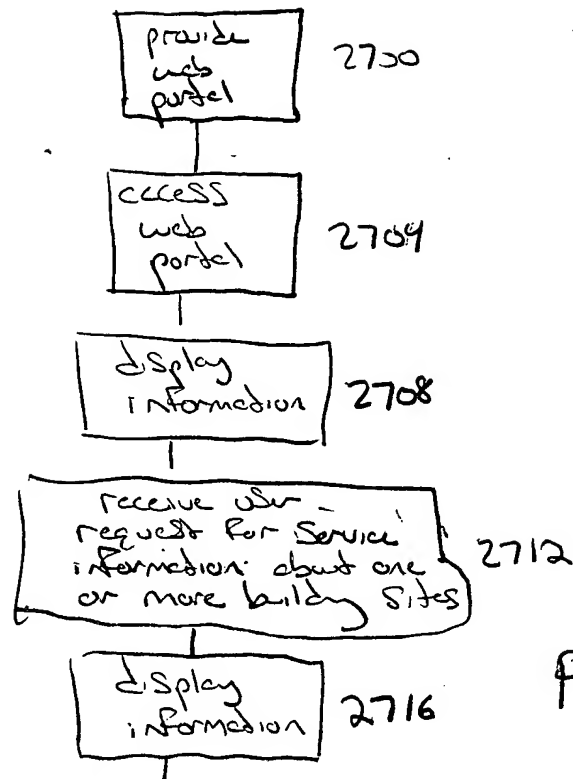 provide
web
portal
2700
access
web
portal
2704
display
information
2708
receive user
request for service
information about one
or more building sites
2712
display
information
2716